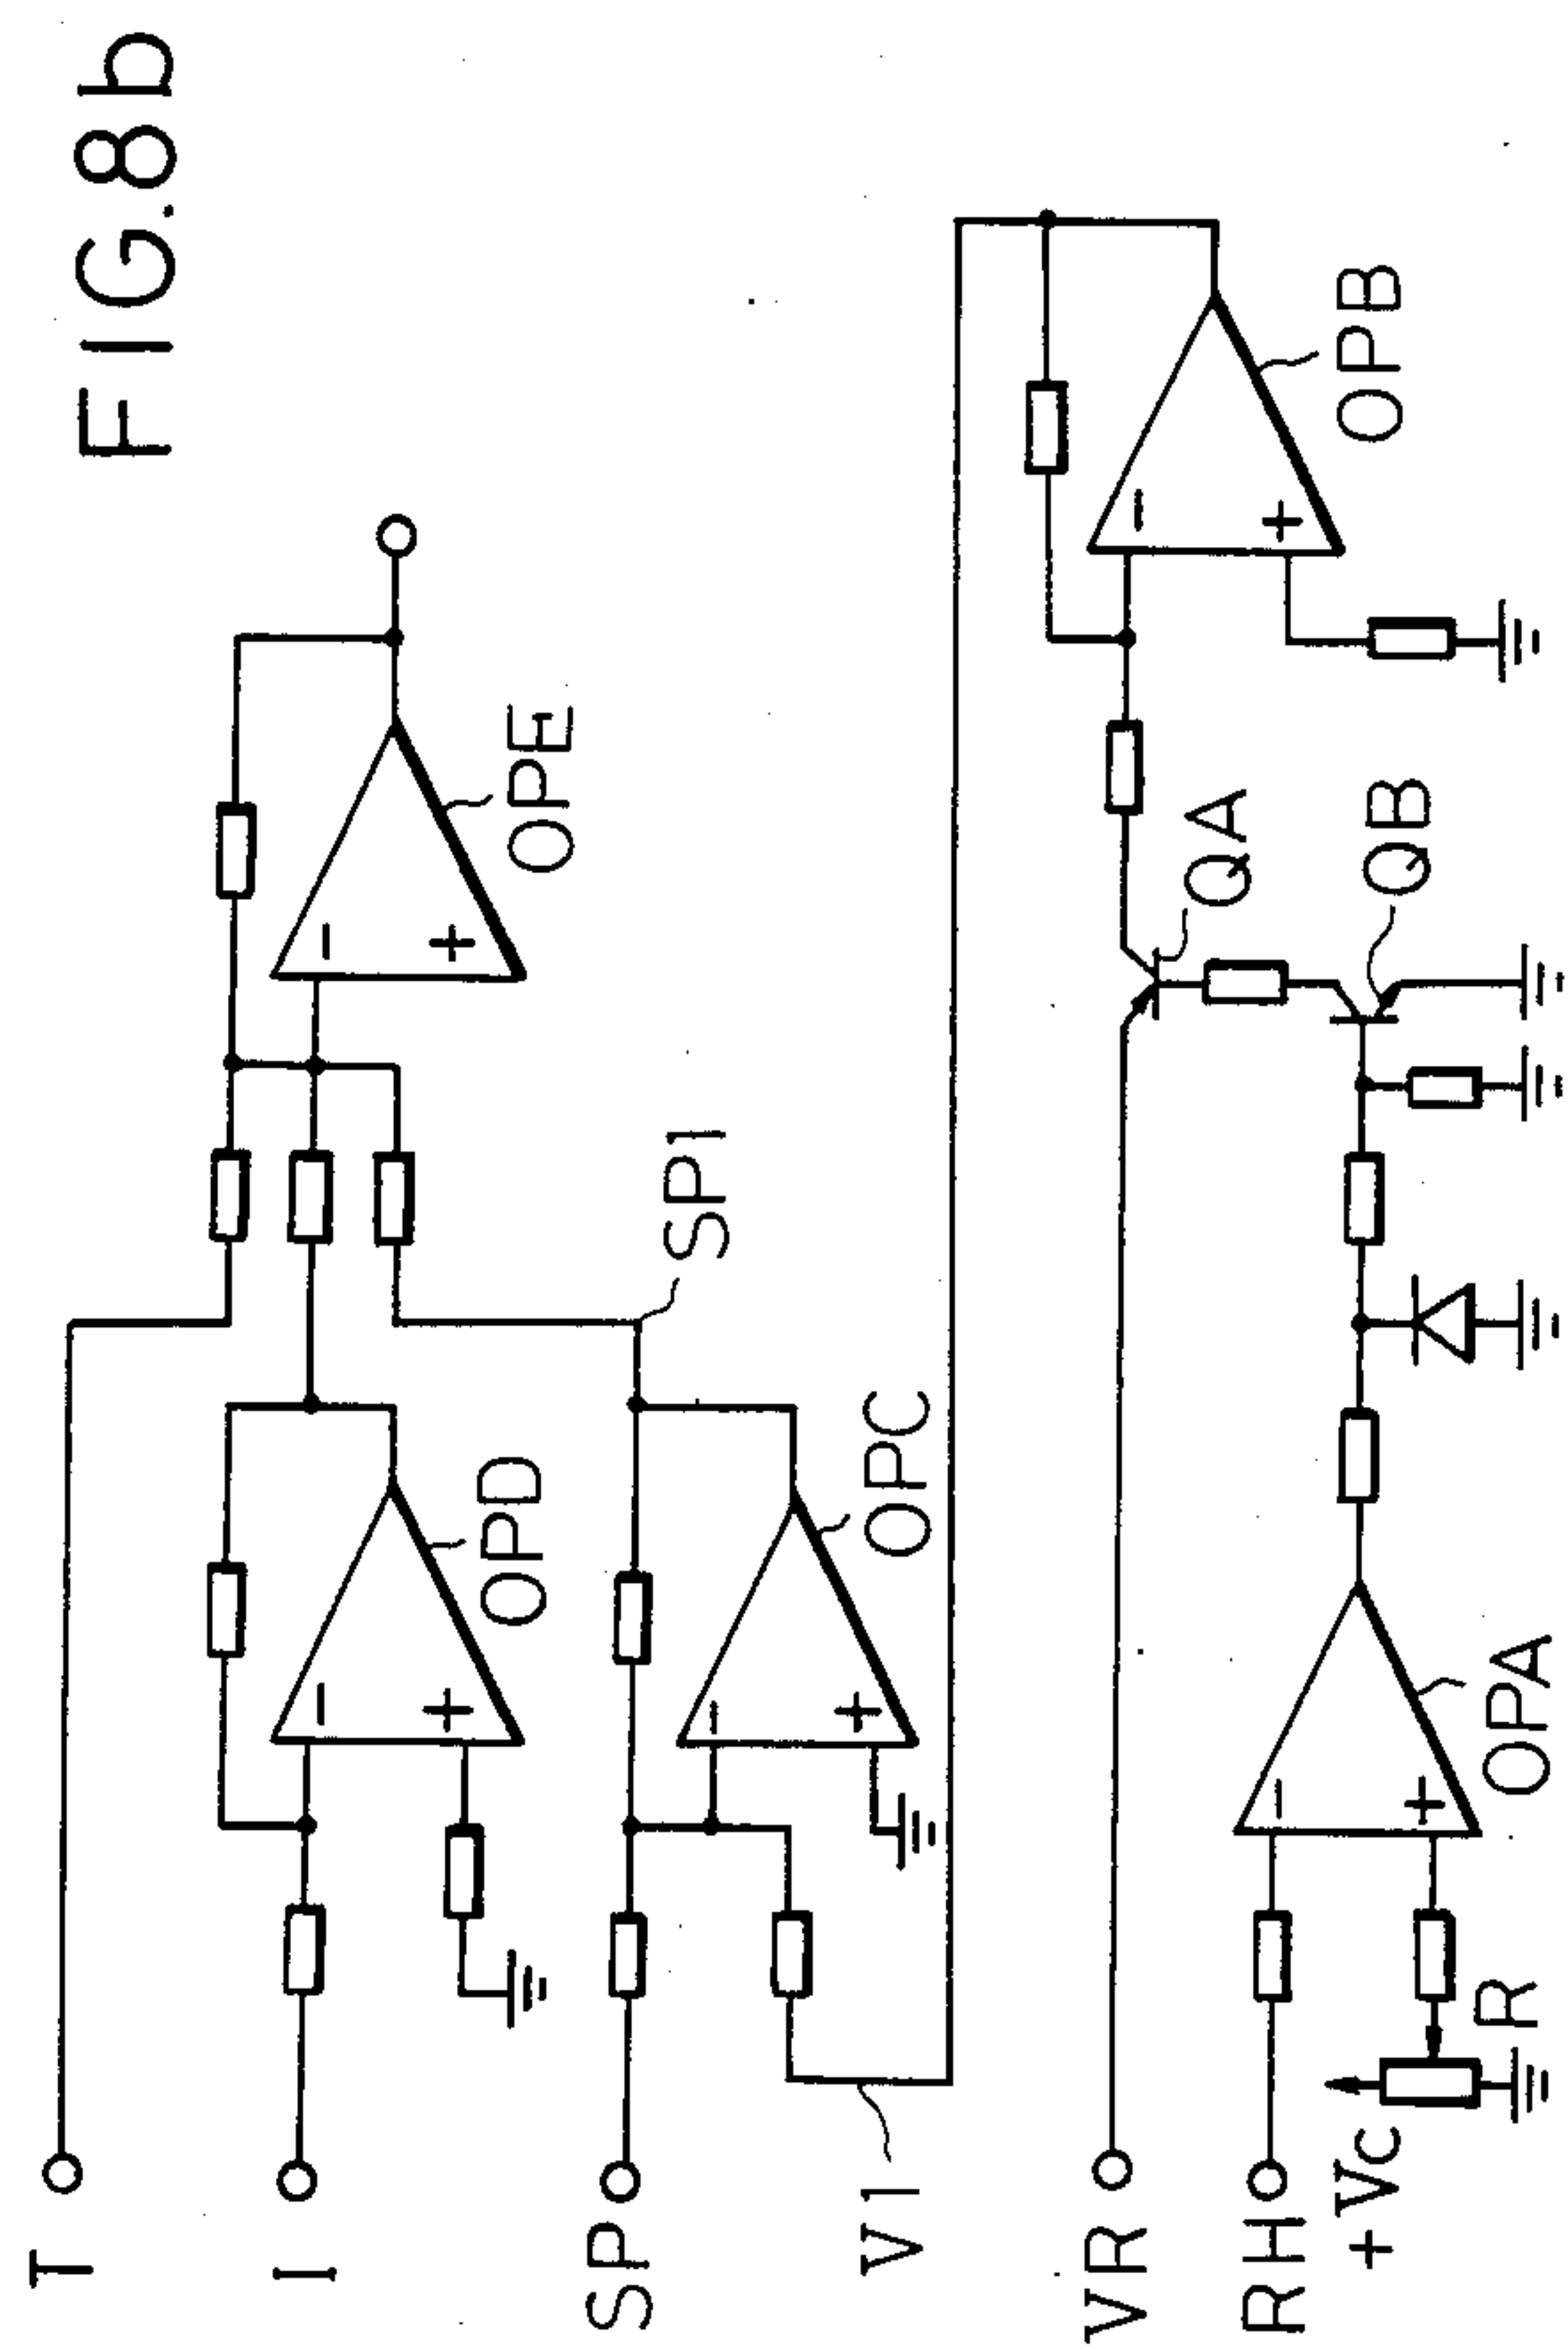 FIG.8b
T
I
SP
V1
VR
RH
+Vc
R
OPD
OPE
SP1
OPC
OPB
QA
QB
OPA
− +
− +
− +
− +
− +